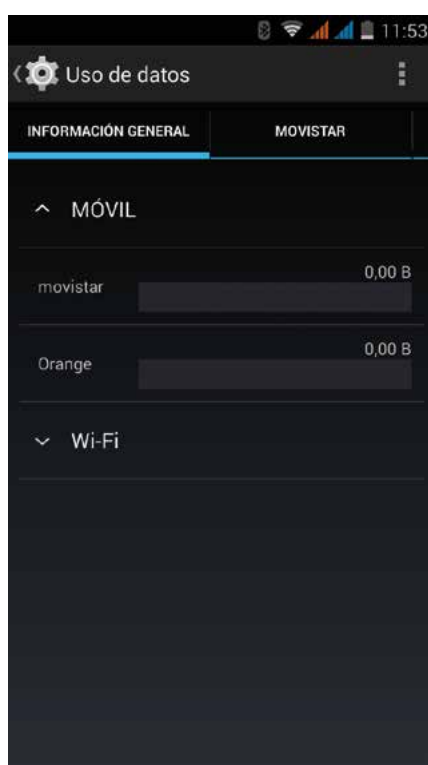 11:53
Uso de datos
INFORMACIÓN GENERAL
MOVISTAR
MÓVIL
0,00 B
movistar
0,00 B
Orange
Wi-Fi